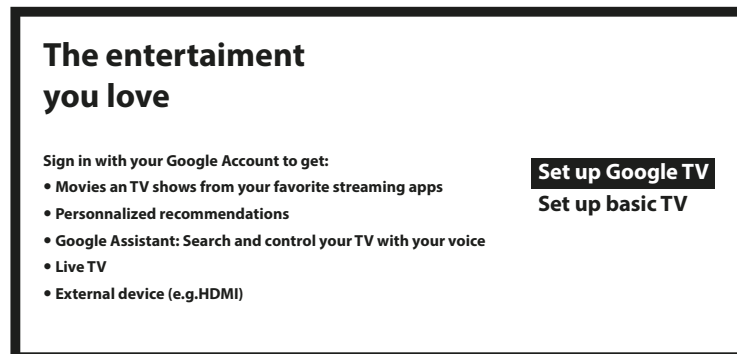 The entertaiment
you love
Sign in with your Google Account to get:
• Movies an TV shows from your favorite streaming apps
• Personnalized recommendations
• Google Assistant: Search and control your TV with your voice
• Live TV
• External device (e.g.HDMI)
Set up Google TV
Set up basic TV